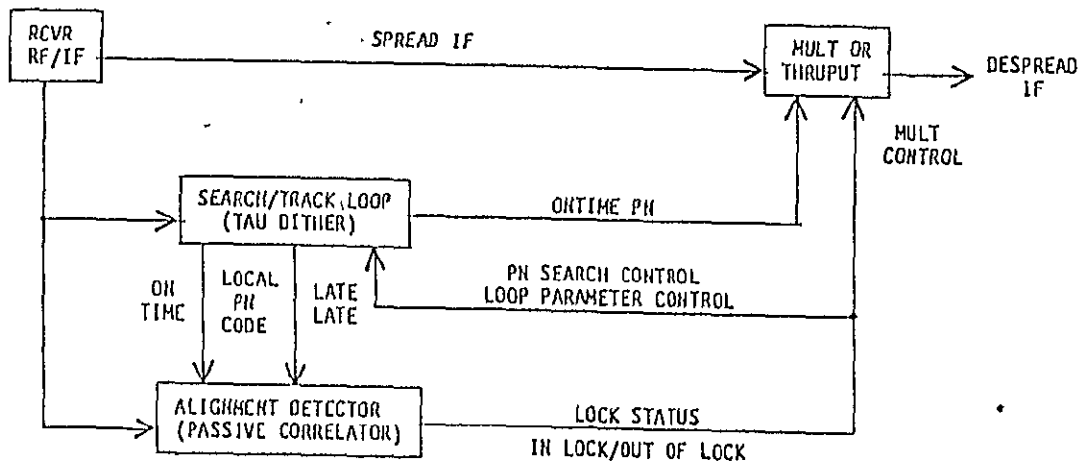 RCVR
RF/IF
SPREAD IF
MULT OR
THRUPUT
DESPREAD
IF
MULT
CONTROL
SEARCH/TRACK LOOP
(TAU DITHER)
ONTIME PN
PN SEARCH CONTROL
LOOP PARAMETER CONTROL
ON
TIME
LOCAL
PN
CODE
LATE
LATE
ALIGNMENT DETECTOR
(PASSIVE CORRELATOR)
LOCK STATUS
IN LOCK/OUT OF LOCK